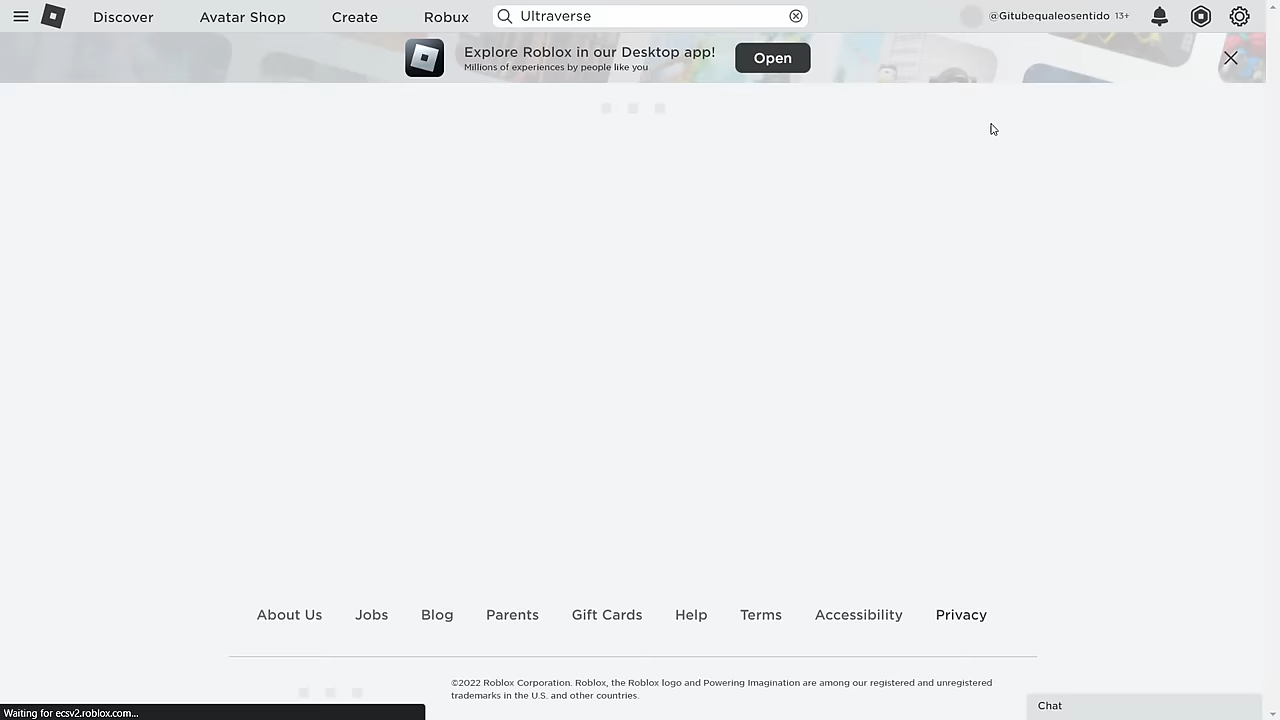 Discover Avatar Shop Create Robux Ultraverse @Gitubequaleosentido 13+
Explore Roblox in our Desktop app!
Millions of experiences by people like you
Open
About Us Jobs Blog Parents Gift Cards Help Terms Accessibility Privacy
©2022 Roblox Corporation. Roblox, the Roblox logo and Powering Imagination are among our registered and unregistered
trademarks in the U.S. and other countries.
Chat
Waiting for ecsv2.roblox.com...